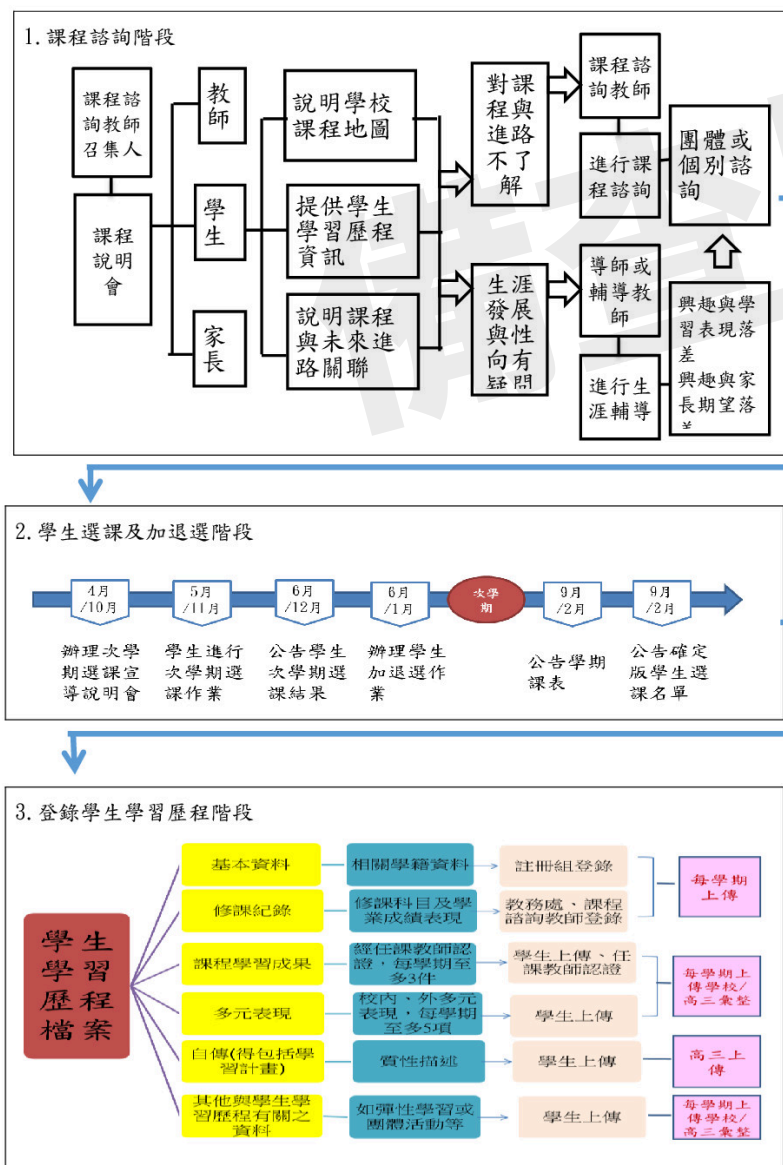 1.課程諮詢階段
課程諮
詢教師
召集人
課程
說明
會
教
師
學
生
家
長
說明學校
課程地圖
提供學生
學習歷程
資訊
說明課程
與未來進
路關聯
對課
程與
進路
不了
解
生涯
發展
與性
向有
疑問
課程諮
詢教師
進行課
程諮詢
團體或
個別諮
詢
導師或
輔導教
師
進行生
涯輔導
興趣與學
習表現落
差
興趣與家
長期望落
差
備查
2.學生選課及加退選階段
4月
/10月
5月
/11月
6月
/12月
6月
/1月
次學
期
9月
/2月
9月
/2月
辦理次學
期選課宣
導說明會
學生進行
次學期選
課作業
公告學生
次學期選
課結果
辦理學生
加退選作
業
公告學期
課表
公告確定
版學生選
課名單
3.登錄學生學習歷程階段
學生
學習
歷程
檔案
基本資料
相關學籍資料
註冊組登錄
每學期
上傳
修課紀錄
修課科目及學
業成績表現
教務處、課程
諮詢教師登錄
課程學習成果
經任課教師認
證，每學期至
多3件
學生上傳、任
課教師認證
每學期上
傳學校/
高三彙整
多元表現
校內、外多元
表現，每學期
至多5項
學生上傳
自傳(得包括學
習計畫)
質性描述
學生上傳
高三上
傳
其他與學生學
習歷程有關之
資料
如彈性學習或
團體活動等
學生上傳
每學期上
傳學校/
高三彙整